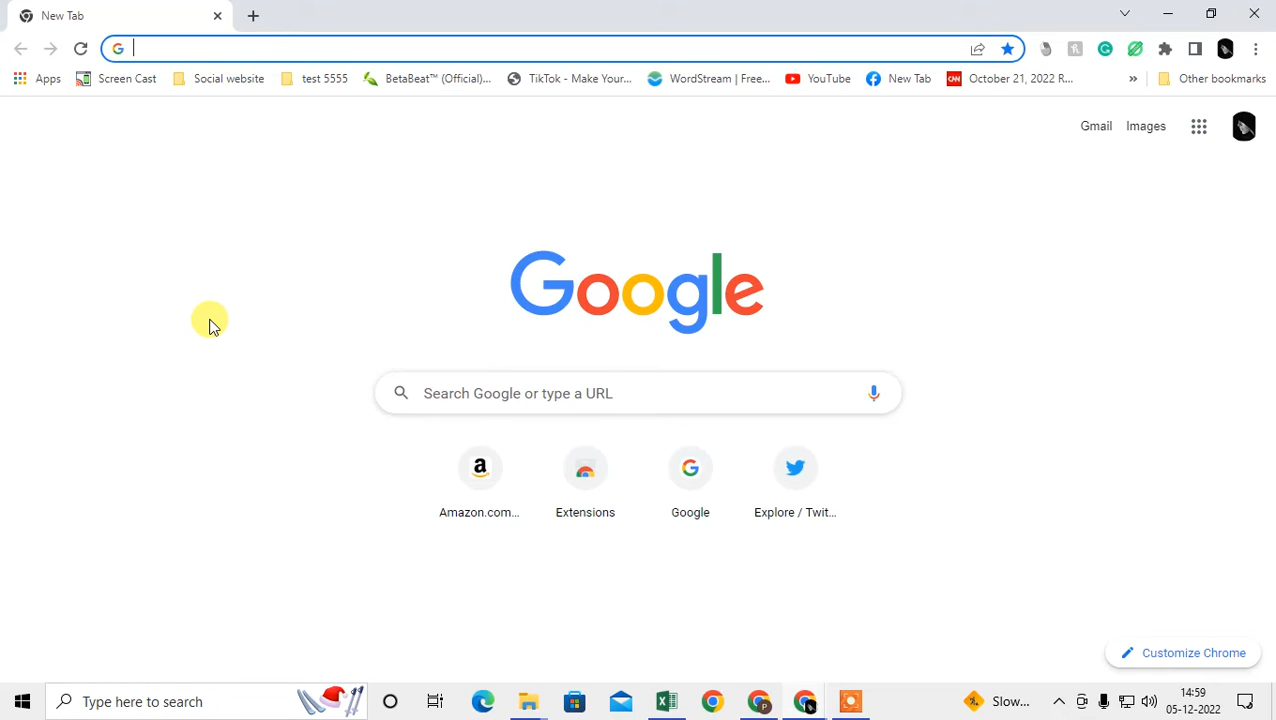 New Tab
Apps Screen Cast Social website test 5555 BetaBeat™ (Official)... TikTok - Make Your... WordStream | Free... YouTube New Tab CNN October 21, 2022 R... » Other bookmarks
Gmail Images
Google
Search Google or type a URL
Amazon.com... Extensions Google Explore / Twit...
Customize Chrome
Type here to search Slow... 14:59
05-12-2022